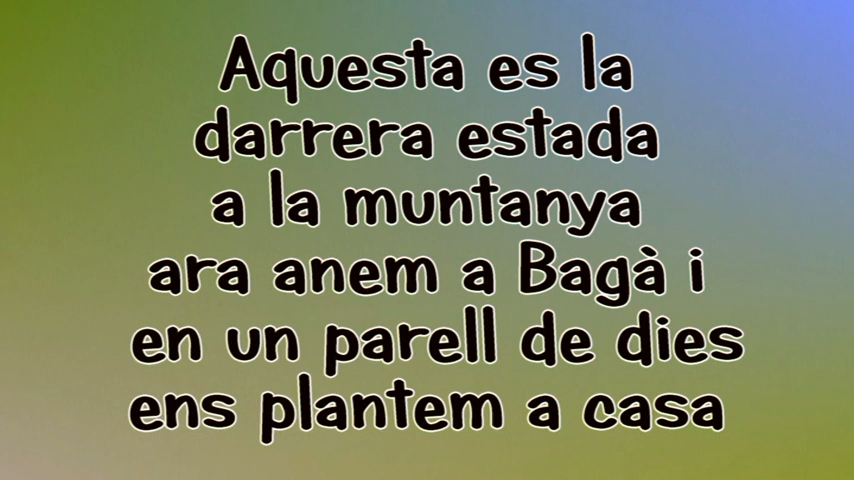 Aquesta es la
darrera estada
a la muntanya
ara anem a Bagà i
en un parell de dies
ens plantem a casa